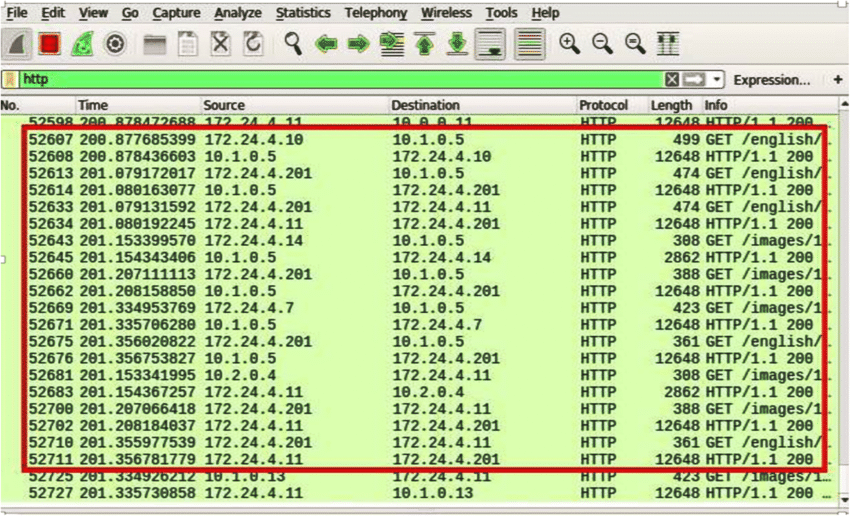 File Edit View Go Capture Analyze Statistics Telephony Wireless Tools Help
http Expression... +
No. Time Source Destination Protocol Length Info
52598 200.878472688 172.24.4.11 10.0.0.11 HTTP 12648 HTTP/1.1 200 …
52607 200.877685399 172.24.4.10 10.1.0.5 HTTP 499 GET /english/…
52608 200.878436603 10.1.0.5 172.24.4.10 HTTP 12648 HTTP/1.1 200 …
52613 201.079172017 172.24.4.201 10.1.0.5 HTTP 474 GET /english/…
52614 201.080163077 10.1.0.5 172.24.4.201 HTTP 12648 HTTP/1.1 200 …
52633 201.079131592 172.24.4.201 172.24.4.11 HTTP 474 GET /english/…
52634 201.080192245 172.24.4.11 172.24.4.201 HTTP 12648 HTTP/1.1 200 …
52643 201.153399570 172.24.4.14 10.1.0.5 HTTP 308 GET /images/1…
52645 201.154343406 10.1.0.5 172.24.4.14 HTTP 2862 HTTP/1.1 200 …
52660 201.207111113 172.24.4.201 10.1.0.5 HTTP 388 GET /images/1…
52662 201.208158850 10.1.0.5 172.24.4.201 HTTP 12648 HTTP/1.1 200 …
52669 201.334953769 172.24.4.7 10.1.0.5 HTTP 423 GET /images/1…
52671 201.335706280 10.1.0.5 172.24.4.7 HTTP 12648 HTTP/1.1 200 …
52675 201.356020822 172.24.4.201 10.1.0.5 HTTP 361 GET /english/…
52676 201.356753827 10.1.0.5 172.24.4.201 HTTP 12648 HTTP/1.1 200 …
52681 201.153341995 10.2.0.4 172.24.4.11 HTTP 308 GET /images/1…
52683 201.154367257 172.24.4.11 10.2.0.4 HTTP 2862 HTTP/1.1 200 …
52700 201.207066418 172.24.4.201 172.24.4.11 HTTP 388 GET /images/1…
52702 201.208184037 172.24.4.11 172.24.4.201 HTTP 12648 HTTP/1.1 200 …
52710 201.355977539 172.24.4.201 172.24.4.11 HTTP 361 GET /english/…
52711 201.356781779 172.24.4.11 172.24.4.201 HTTP 12648 HTTP/1.1 200 …
52725 201.334926212 10.1.0.13 172.24.4.11 HTTP 423 GET /images/1…
52727 201.335730858 172.24.4.11 10.1.0.13 HTTP 12648 HTTP/1.1 200 …